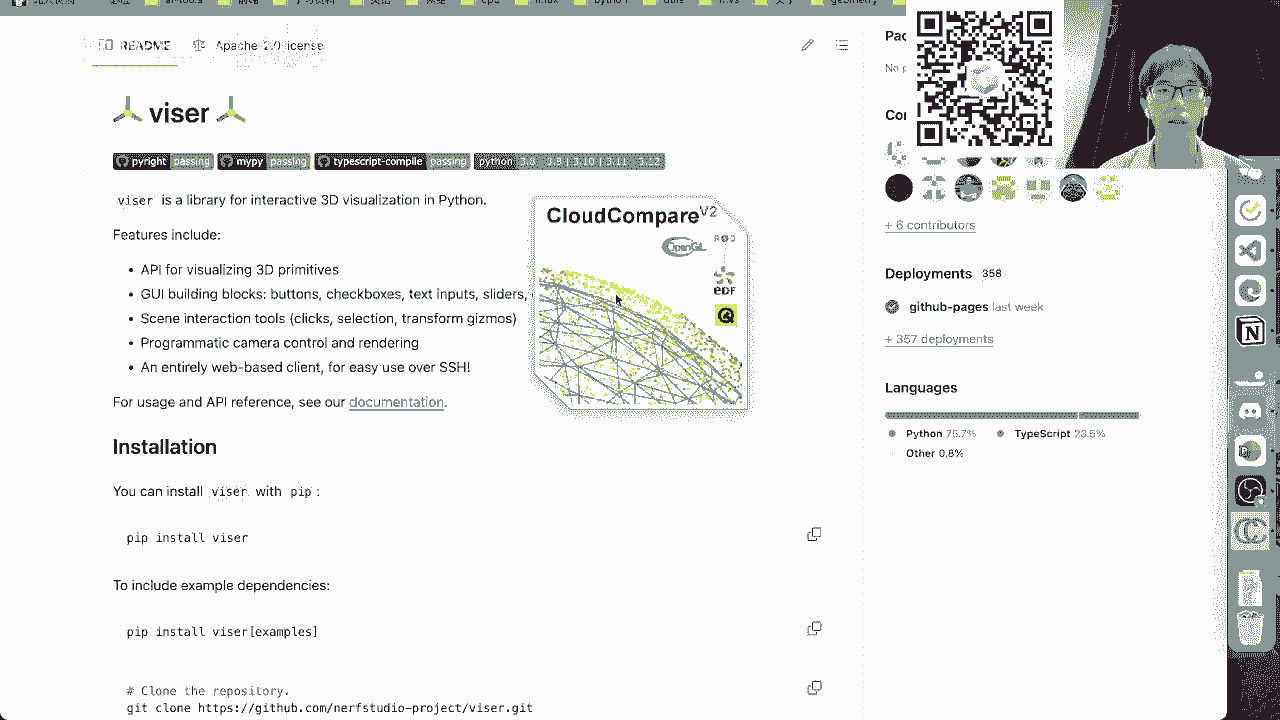 README
Apache-2.0 license
viser
pyright passing
mypy passing
typescript-compile passing
python 3.8 | 3.9 | 3.10 | 3.11 | 3.12
viser is a library for interactive 3D visualization in Python.
Features include:
API for visualizing 3D primitives
GUI building blocks: buttons, checkboxes, text inputs, sliders,
Scene interaction tools (clicks, selection, transform gizmos)
Programmatic camera control and rendering
An entirely web-based client, for easy use over SSH!
For usage and API reference, see our documentation.
CloudCompare V2
OpenGL
EDF
Installation
You can install viser with pip :
pip install viser
To include example dependencies:
pip install viser[examples]
# Clone the repository.
git clone https://github.com/nerfstudio-project/viser.git
+ 6 contributors
Deployments 358
github-pages last week
+ 357 deployments
Languages
Python 75.7%
TypeScript 23.5%
Other 0.8%